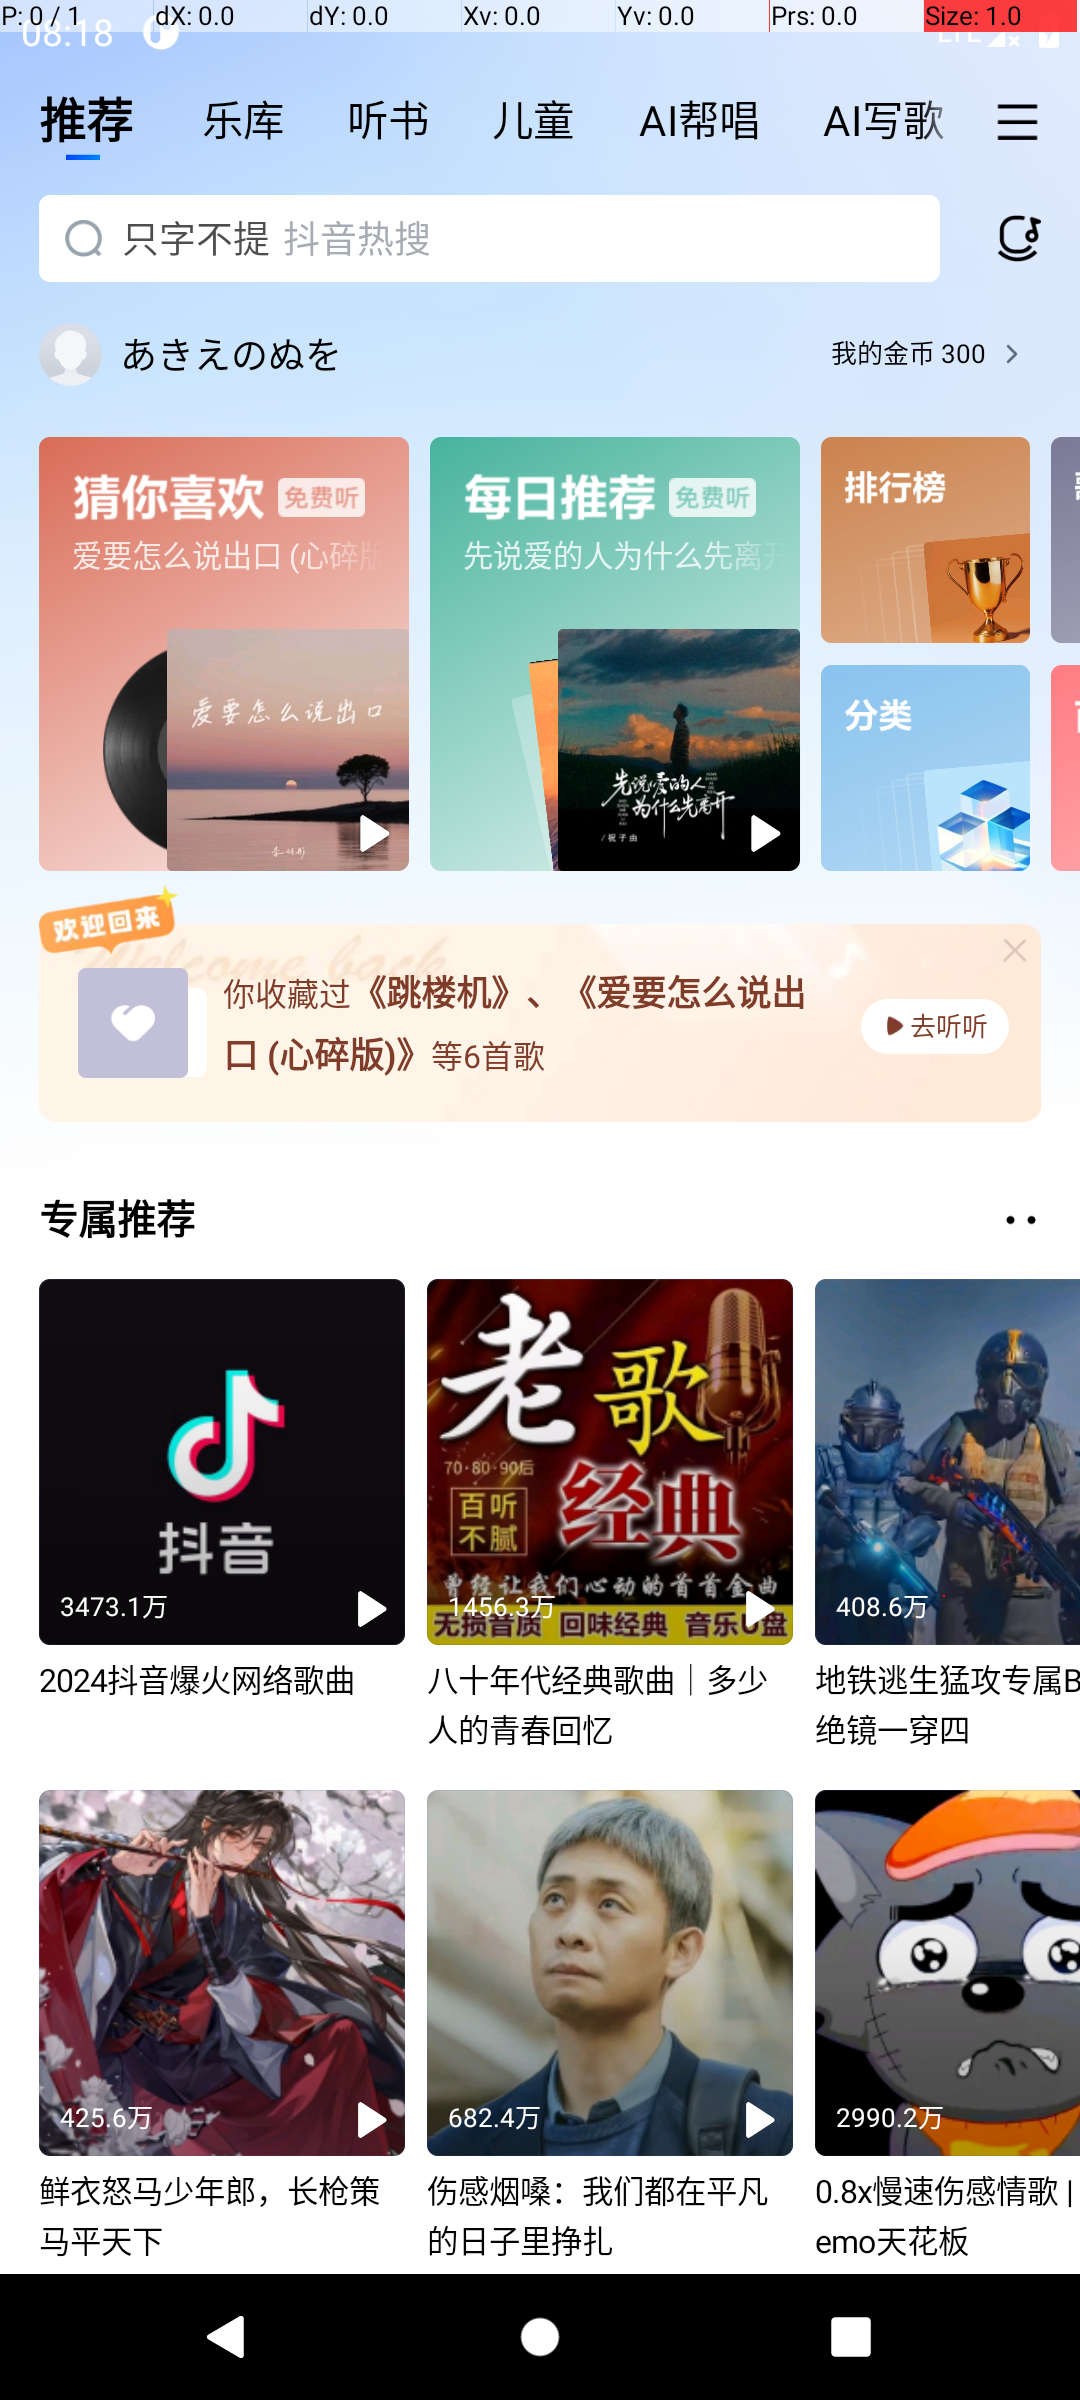 P: 0 / 1 dX: 0.0 dY: 0.0 Xv: 0.0 Yv: 0.0 Prs: 0.0 Size: 1.0
08:18 LTE
推荐 乐库 听书 儿童 AI帮唱 AI写歌
只字不提 抖音热搜
あきえのぬを 我的金币 300
猜你喜欢 免费听
爱要怎么说出口 (心碎版
爱要怎么说出口
李明彤
每日推荐 免费听
先说爱的人为什么先离开
先说爱的人
为什么先离开
/ 祝子由
排行榜
分类
欢迎回来
Welcome back
你收藏过《跳楼机》、《爱要怎么说出
口 (心碎版)》等6首歌
去听听
专属推荐
抖音
3473.1万
2024抖音爆火网络歌曲
老歌
70·80·90后
百听
不腻
经典
曾经让我们心动的首首金曲
1456.3万
无损音质 回味经典 音乐U盘
八十年代经典歌曲｜多少
人的青春回忆
408.6万
地铁逃生猛攻专属B
绝镜一穿四
425.6万
鲜衣怒马少年郎，长枪策
马平天下
682.4万
伤感烟嗓：我们都在平凡
的日子里挣扎
2990.2万
0.8x慢速伤感情歌 |
emo天花板